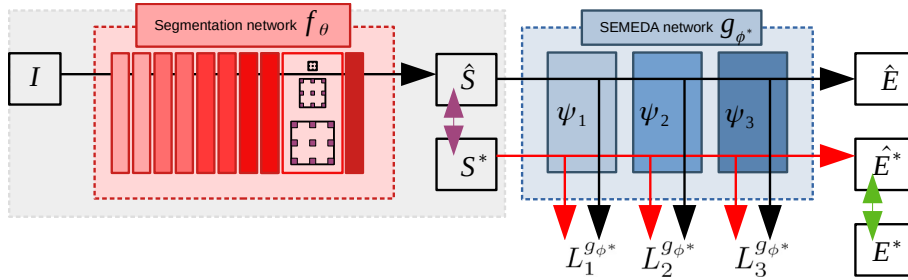 Segmentation network f_θ
SEMEDA network g_ϕ*
I
Ŝ
ψ₁
ψ₂
ψ₃
Ê
S*
Ê*
L₁^{g_ϕ*}
L₂^{g_ϕ*}
L₃^{g_ϕ*}
E*